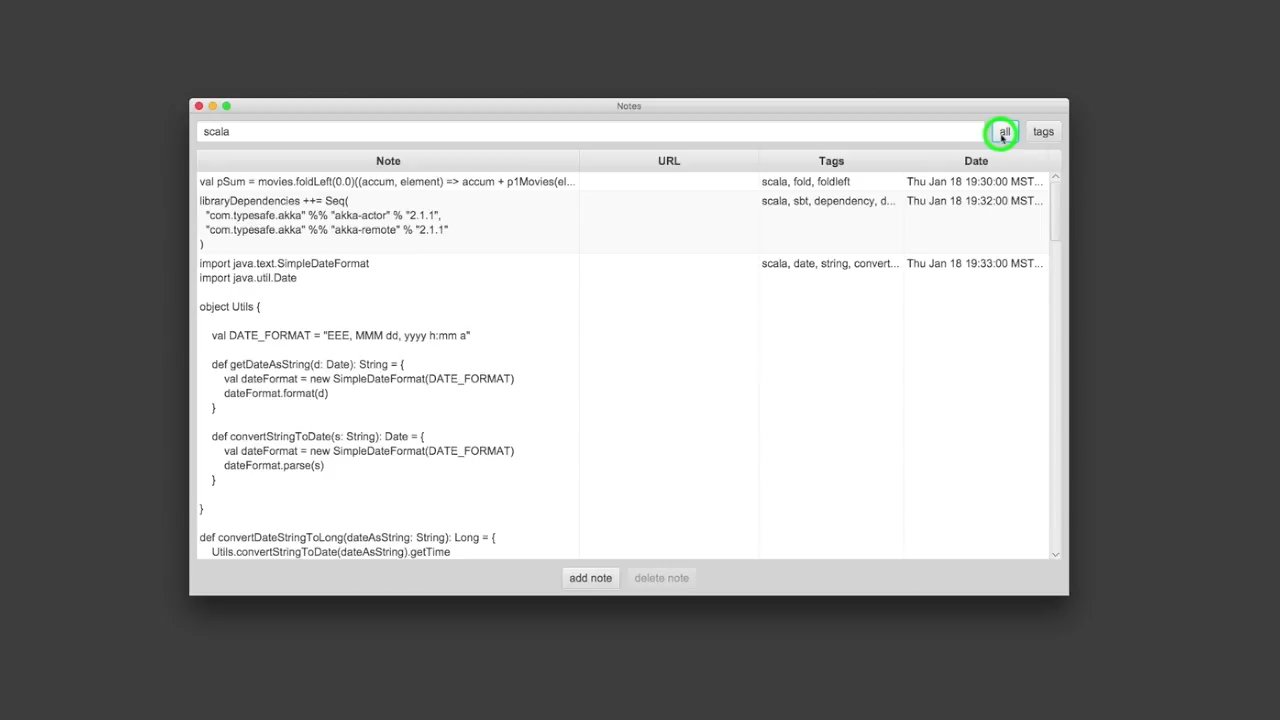 Notes
scala
all
tags
Note URL Tags Date
val pSum = movies.foldLeft(0.0)((accum, element) => accum + p1Movies(el... scala, fold, foldleft Thu Jan 18 19:30:00 MST...
libraryDependencies ++= Seq( scala, sbt, dependency, d... Thu Jan 18 19:32:00 MST...
"com.typesafe.akka" %% "akka-actor" % "2.1.1",
"com.typesafe.akka" %% "akka-remote" % "2.1.1"
)
import java.text.SimpleDateFormat scala, date, string, convert... Thu Jan 18 19:33:00 MST...
import java.util.Date
object Utils {
val DATE_FORMAT = "EEE, MMM dd, yyyy h:mm a"
def getDateAsString(d: Date): String = {
val dateFormat = new SimpleDateFormat(DATE_FORMAT)
dateFormat.format(d)
}
def convertStringToDate(s: String): Date = {
val dateFormat = new SimpleDateFormat(DATE_FORMAT)
dateFormat.parse(s)
}
}
def convertDateStringToLong(dateAsString: String): Long = {
Utils.convertStringToDate(dateAsString).getTime
add note
delete note